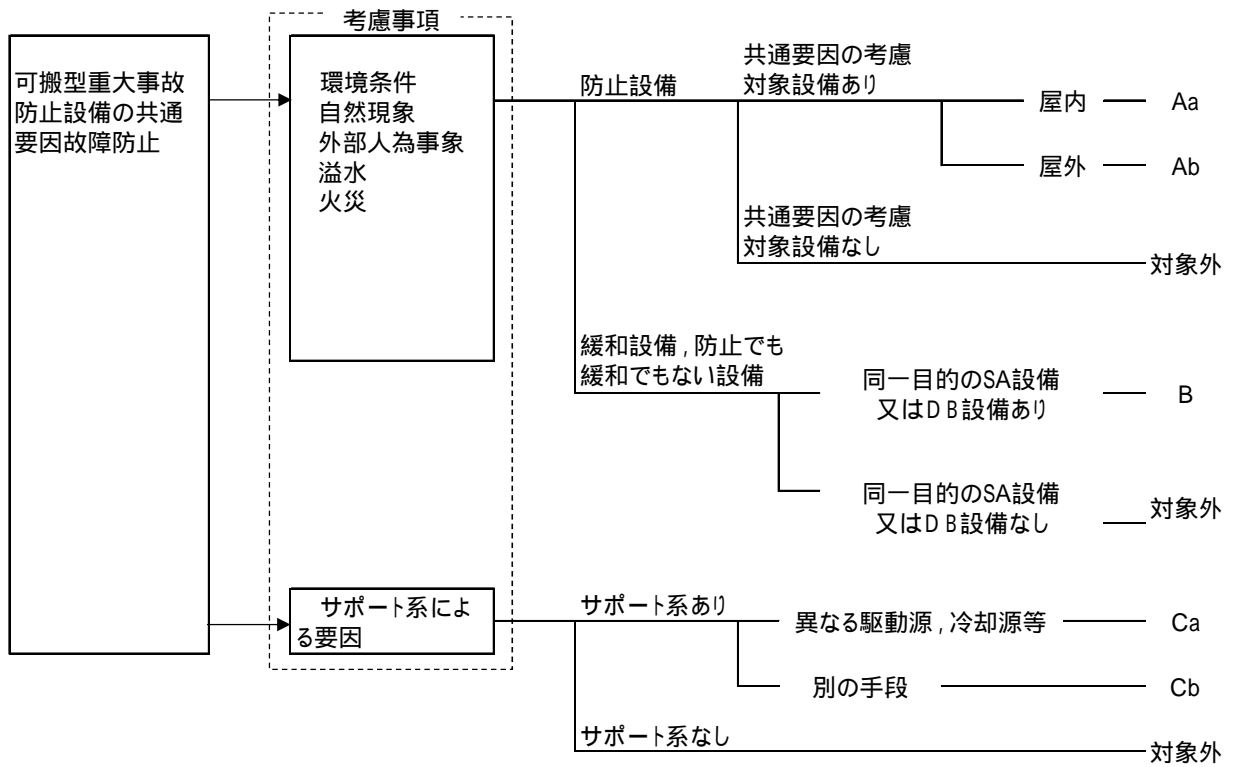 考慮事項
可搬型重大事故
防止設備の共通
要因故障防止
環境条件
自然現象
外部人為事象
溢水
火災
防止設備
共通要因の考慮
対象設備あり
屋内
Aa
屋外
Ab
共通要因の考慮
対象設備なし
対象外
緩和設備,防止でも
緩和でもない設備
同一目的のSA設備
又はDB設備あり
B
同一目的のSA設備
又はDB設備なし
対象外
サポート系によ
る要因
サポート系あり
異なる駆動源,冷却源等
Ca
別の手段
Cb
サポート系なし
対象外